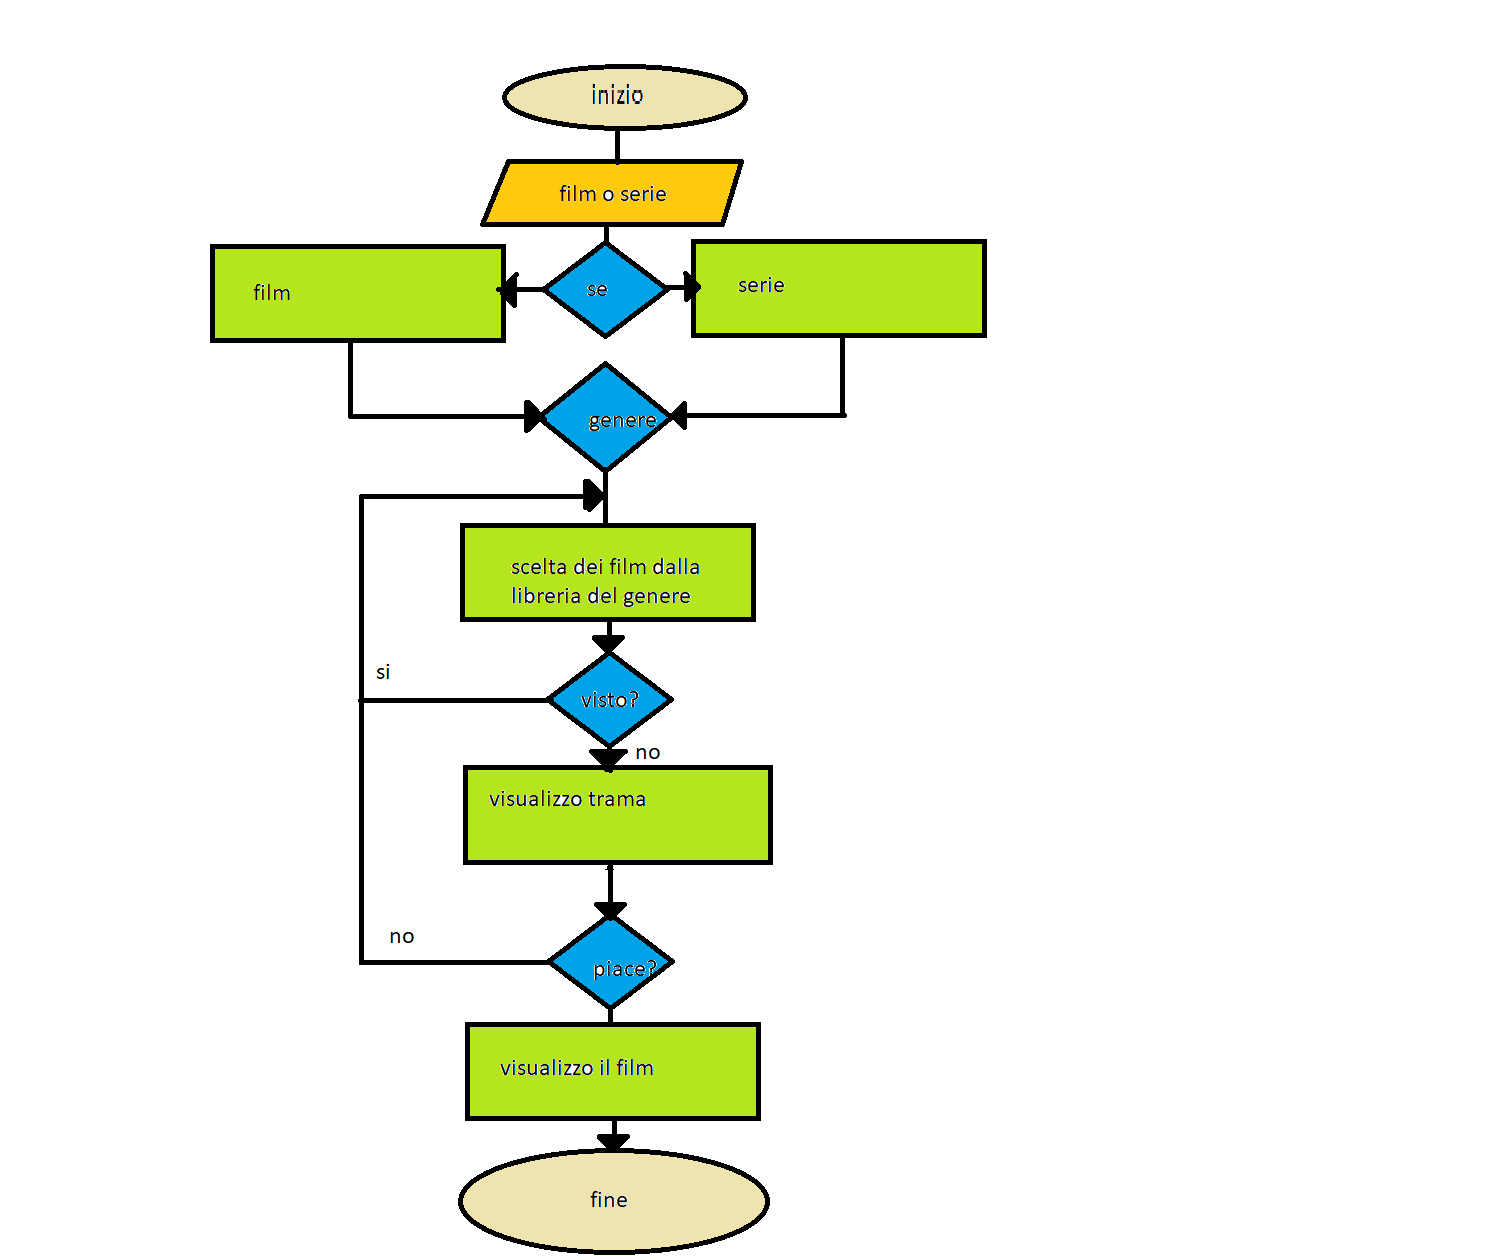 inizio
film o serie
film
se
serie
genere
scelta dei film dalla
libreria del genere
si
visto?
no
visualizzo trama
no
piace?
visualizzo il film
fine